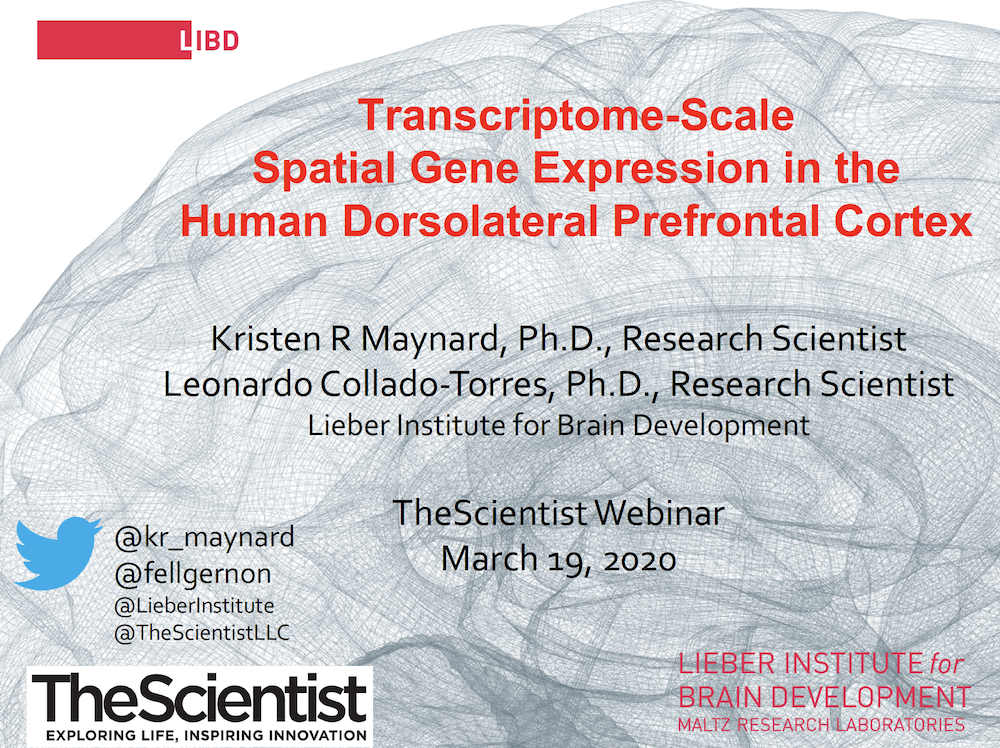 LIBD
Transcriptome-Scale
Spatial Gene Expression in the
Human Dorsolateral Prefrontal Cortex
Kristen R Maynard, Ph.D., Research Scientist
Leonardo Collado-Torres, Ph.D., Research Scientist
Lieber Institute for Brain Development
TheScientist Webinar
March 19, 2020
@kr_maynard
@fellgernon
@LieberInstitute
@TheScientistLLC
TheScientist
EXPLORING LIFE, INSPIRING INNOVATION
LIEBER INSTITUTE for
BRAIN DEVELOPMENT
MALTZ RESEARCH LABORATORIES